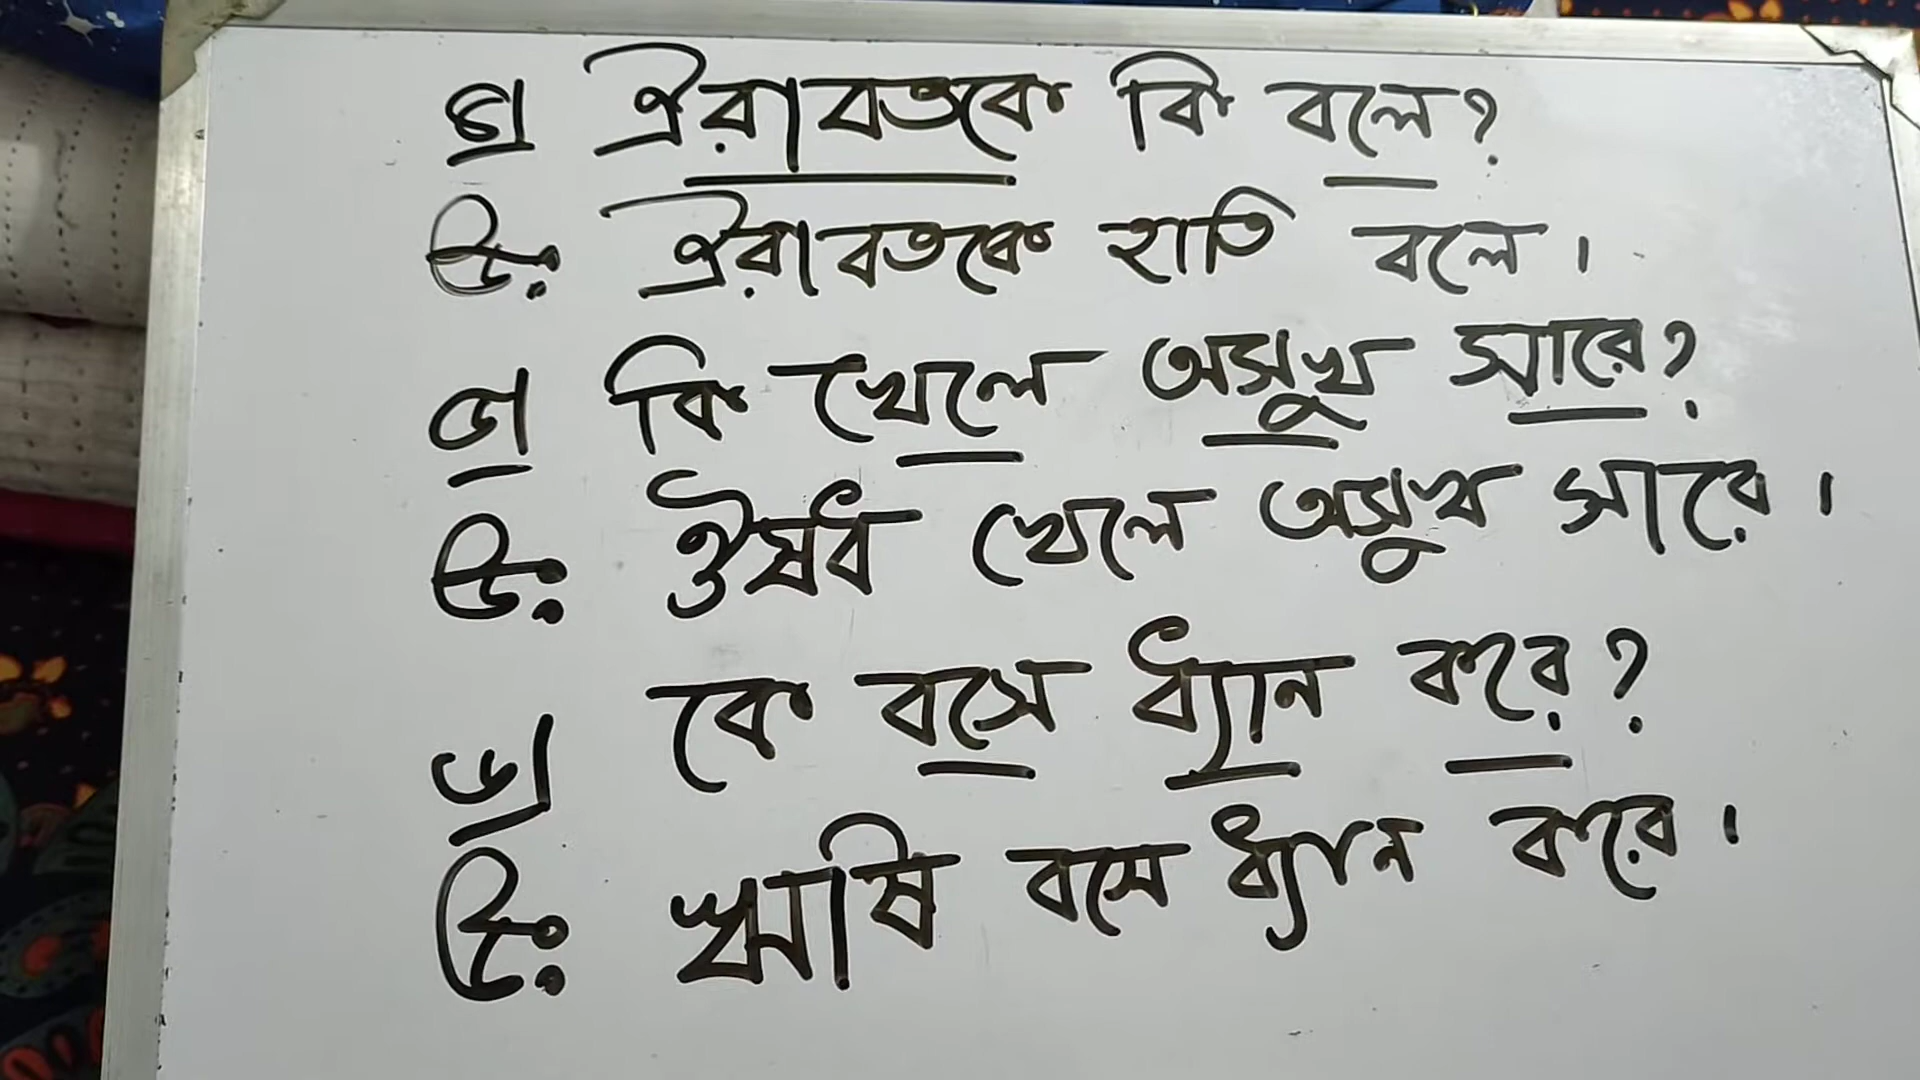 ঘ ঐরাবতকে কি বলে?
উঃ ঐরাবতকে হাতি বলে।
কি খেলে অসুখ সারে?
উঃ ঔষধ খেলে অসুখ সারে।
কে বসে ধ্যান করে?
উঃ ঋষি বসে ধ্যান করে।